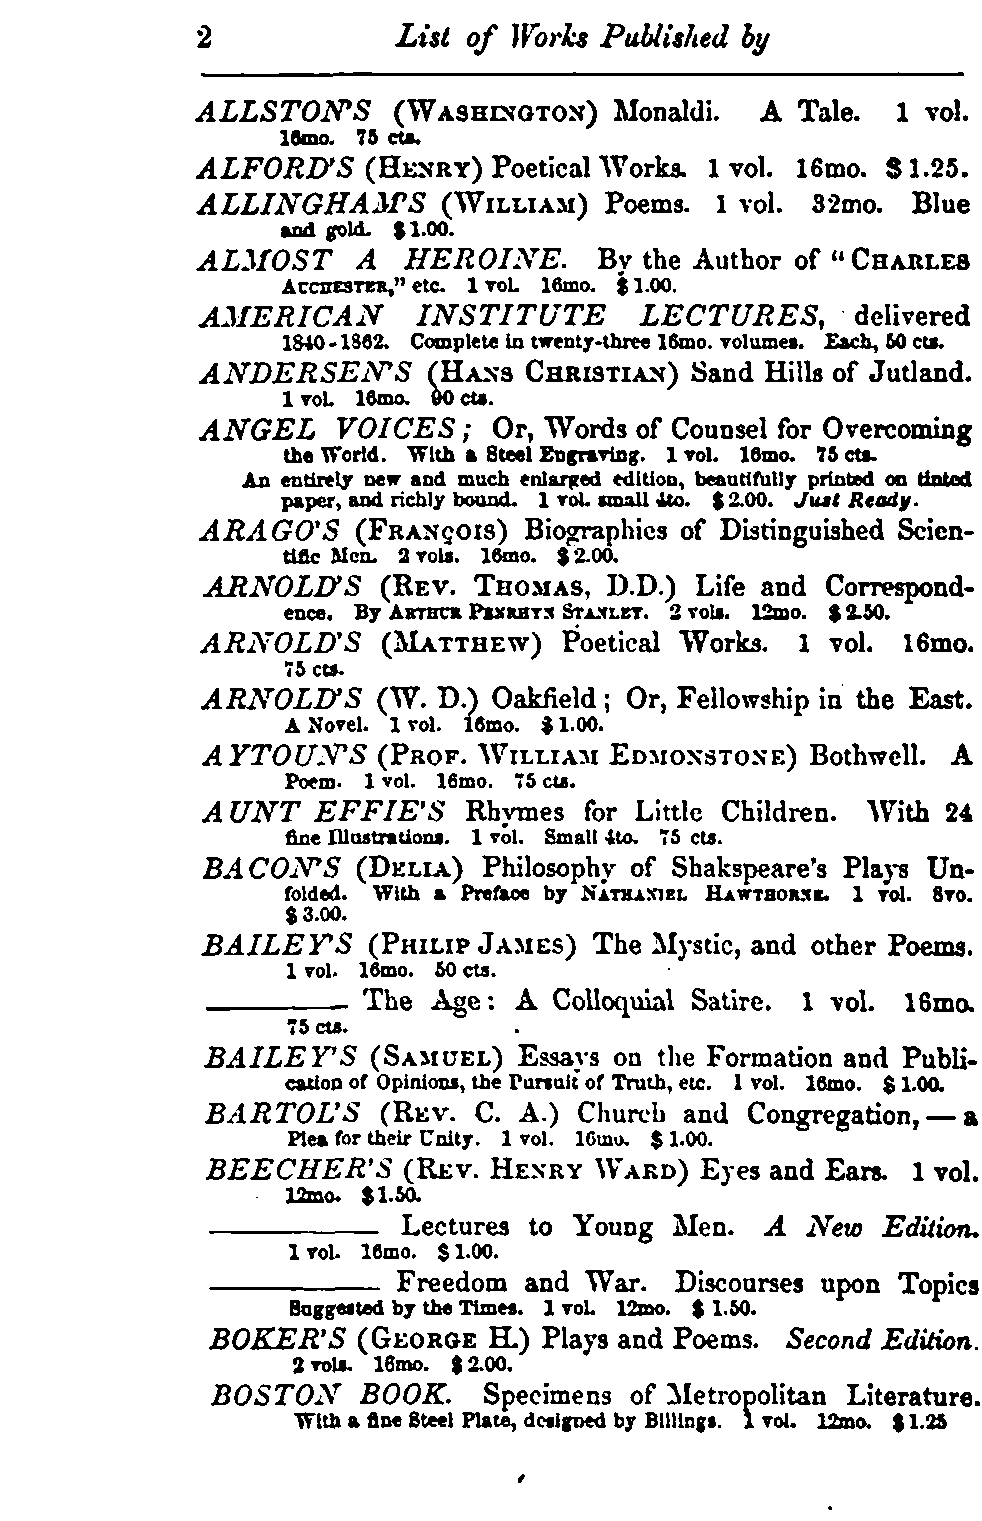 2 List of Works Published by
ALLSTON'S (WASHINGTON) Monaldi. A Tale. 1 vol.
16mo. 75 cts.
ALFORD'S (HENRY) Poetical Works. 1 vol. 16mo. $1.25.
ALLINGHAM'S (WILLIAM) Poems. 1 vol. 32mo. Blue
and gold. $1.00.
ALMOST A HEROINE. By the Author of "CHARLES
AUCHESTER," etc. 1 vol. 16mo. $1.00.
AMERICAN INSTITUTE LECTURES, delivered
1840-1862. Complete in twenty-three 16mo. volumes. Each, 50 cts.
ANDERSEN'S (HANS CHRISTIAN) Sand Hills of Jutland.
1 vol. 16mo. 90 cts.
ANGEL VOICES; Or, Words of Counsel for Overcoming
the World. With a Steel Engraving. 1 vol. 16mo. 75 cts.
An entirely new and much enlarged edition, beautifully printed on tinted
paper, and richly bound. 1 vol. small 4to. $2.00. Just Ready.
ARAGO'S (FRANÇOIS) Biographies of Distinguished Scien-
tific Men. 2 vols. 16mo. $2.00.
ARNOLD'S (REV. THOMAS, D.D.) Life and Correspond-
ence. By ARTHUR PENRHYN STANLEY. 2 vols. 12mo. $2.50.
ARNOLD'S (MATTHEW) Poetical Works. 1 vol. 16mo.
75 cts.
ARNOLD'S (W. D.) Oakfield; Or, Fellowship in the East.
A Novel. 1 vol. 16mo. $1.00.
AYTOUN'S (PROF. WILLIAM EDMONSTONE) Bothwell. A
Poem. 1 vol. 16mo. 75 cts.
AUNT EFFIE'S Rhymes for Little Children. With 24
fine Illustrations. 1 vol. Small 4to. 75 cts.
BACON'S (DELIA) Philosophy of Shakspeare's Plays Un-
folded. With a Preface by NATHANIEL HAWTHORNE. 1 vol. 8vo.
$3.00.
BAILEY'S (PHILIP JAMES) The Mystic, and other Poems.
1 vol. 16mo. 50 cts.
——— The Age: A Colloquial Satire. 1 vol. 16mo.
75 cts.
BAILEY'S (SAMUEL) Essays on the Formation and Publi-
cation of Opinions, the Pursuit of Truth, etc. 1 vol. 16mo. $1.00.
BARTOL'S (REV. C. A.) Church and Congregation,—a
Plea for their Unity. 1 vol. 16mo. $1.00.
BEECHER'S (REV. HENRY WARD) Eyes and Ears. 1 vol.
12mo. $1.50.
——— Lectures to Young Men. A New Edition.
1 vol. 16mo. $1.00.
——— Freedom and War. Discourses upon Topics
Suggested by the Times. 1 vol. 12mo. $1.50.
BOKER'S (GEORGE H.) Plays and Poems. Second Edition.
2 vols. 16mo. $2.00.
BOSTON BOOK. Specimens of Metropolitan Literature.
With a fine Steel Plate, designed by Billings. 1 vol. 12mo. $1.25